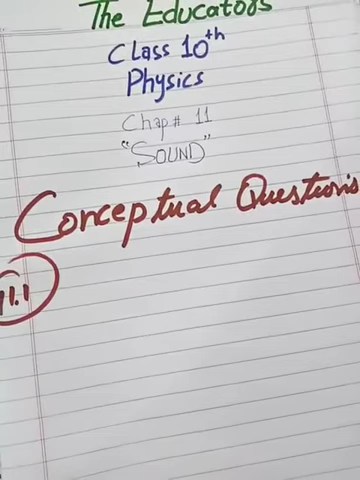 The Educators
Class 10th
Physics
Chap # 11
"SOUND"
Conceptual Questions
11.1